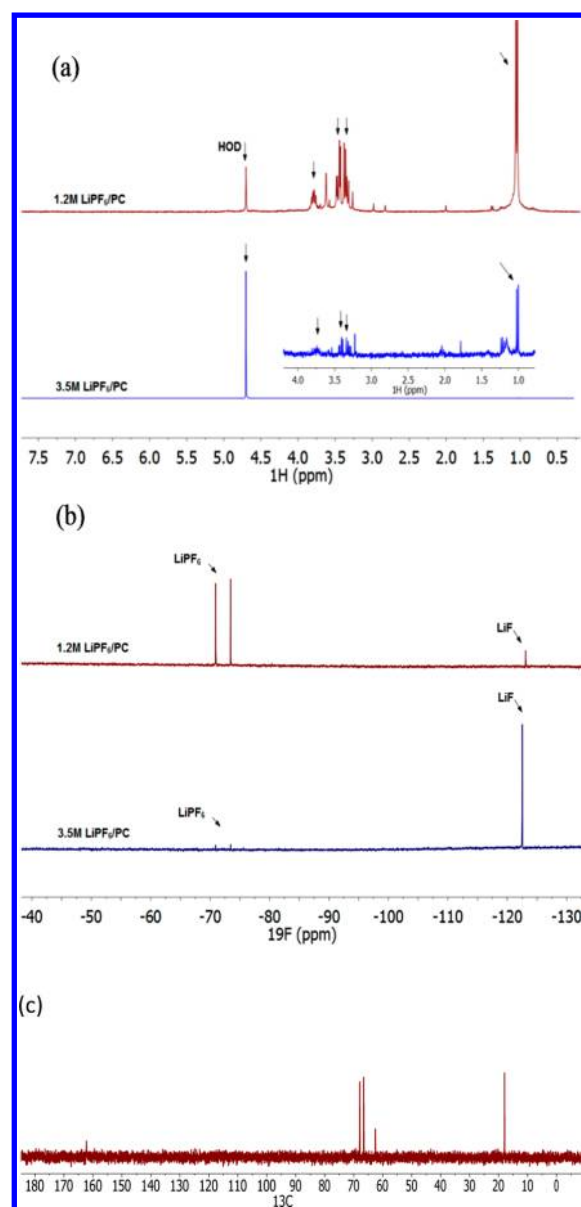 (a)
HOD
1.2M LiPF₆/PC
3.5M LiPF₆/PC
4.0 3.5 3.0 2.5 2.0 1.5 1.0
1H (ppm)
7.5 7.0 6.5 6.0 5.5 5.0 4.5 4.0 3.5 3.0 2.5 2.0 1.5 1.0 0.5
1H (ppm)
(b)
LiPF₆
LiF
1.2M LiPF₆/PC
LiF
LiPF₆
3.5M LiPF₆/PC
-40 -50 -60 -70 -80 -90 -100 -110 -120 -130
19F (ppm)
(c)
180 170 160 150 140 130 120 110 100 90 80 70 60 50 40 30 20 10 0
13C